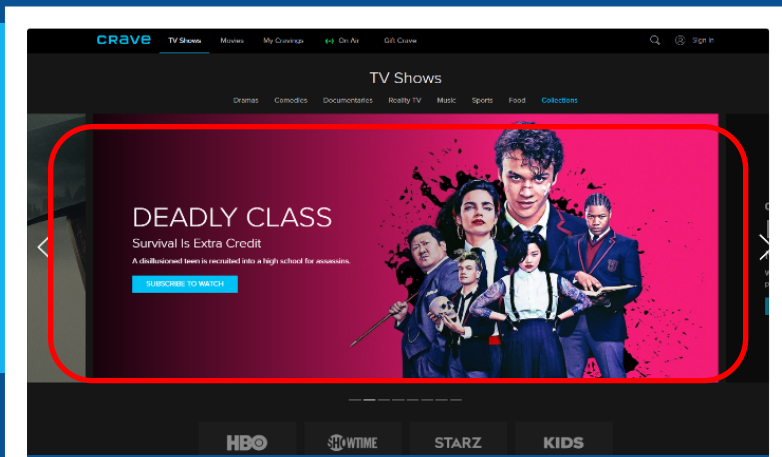 CRAVE TV Shows Movies My Cravings On Air Gift Crave Sign In
TV Shows
Dramas Comedies Documentaries Reality TV Music Sports Food Collections
DEADLY CLASS
Survival Is Extra Credit
A disillusioned teen is recruited into a high school for assassins.
SUBSCRIBE TO WATCH
HBO SHOWTIME STARZ KIDS